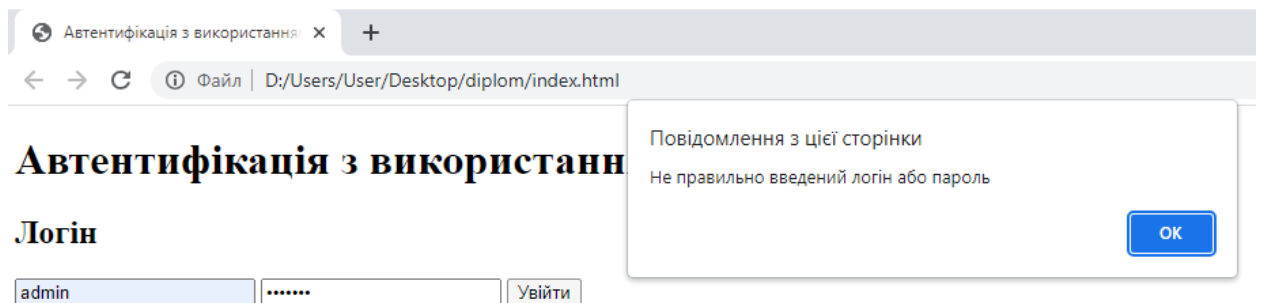 Автентифікація з використання
Файл | D:/Users/User/Desktop/diplom/index.html
Повідомлення з цієї сторінки
Не правильно введений логін або пароль
ОК
Автентифікація з використанн
Логін
admin ••••••• Увійти